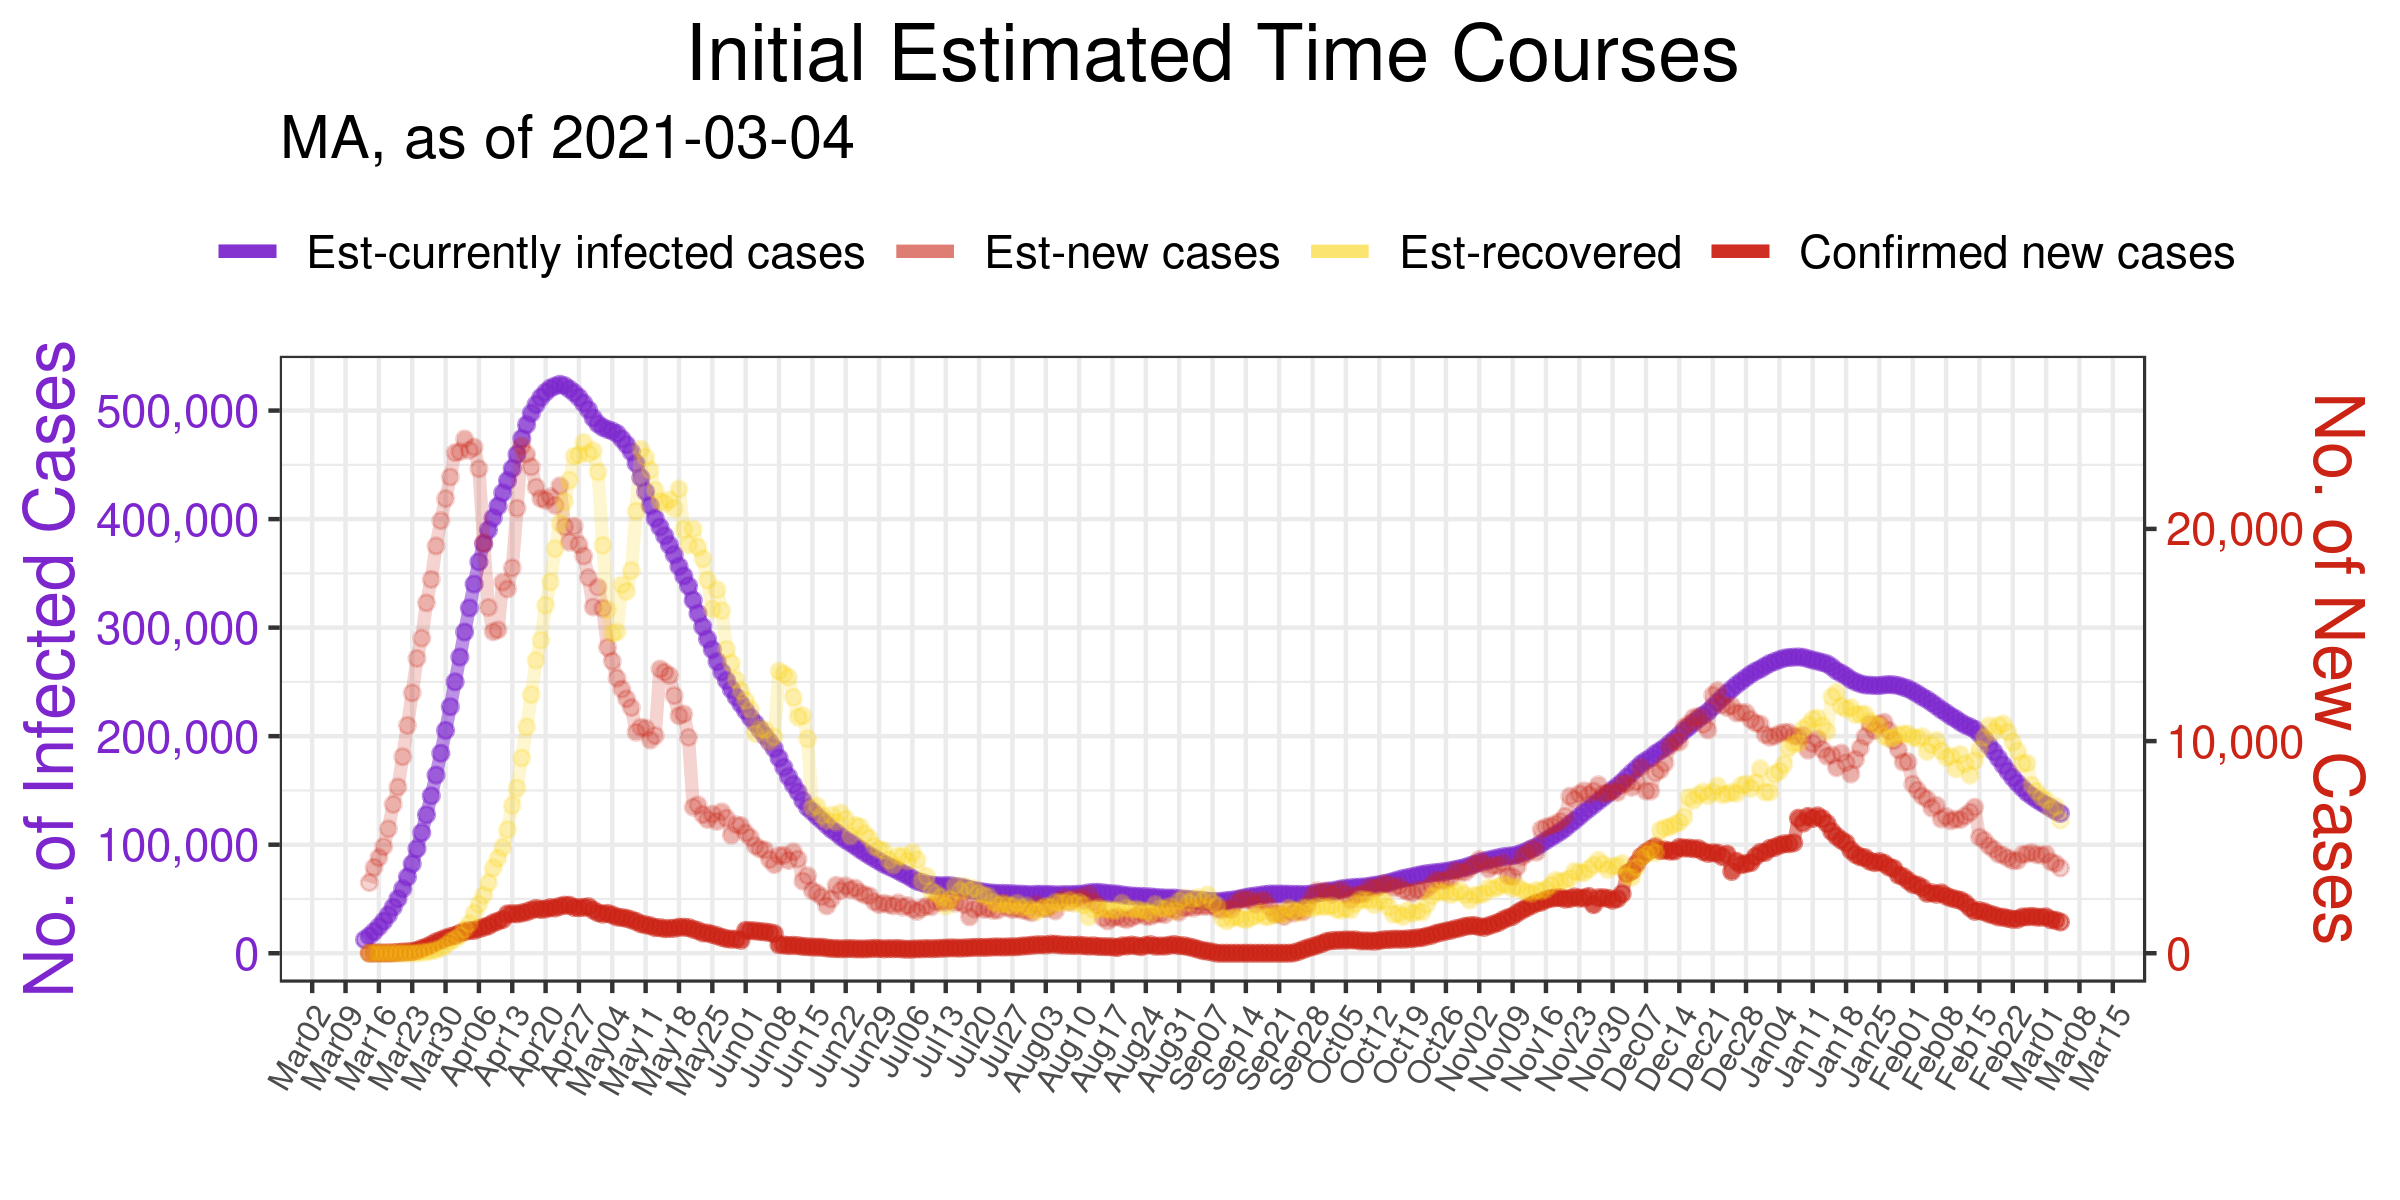 Initial Estimated Time Courses
MA, as of 2021-03-04
Est-currently infected cases Est-new cases Est-recovered Confirmed new cases
No. of Infected Cases
500,000
400,000
300,000
200,000
100,000
0
No. of New Cases
20,000
10,000
0
Mar02 Mar09 Mar16 Mar23 Mar30 Apr06 Apr13 Apr20 Apr27 May04 May11 May18 May25 Jun01 Jun08 Jun15 Jun22 Jun29 Jul06 Jul13 Jul20 Jul27 Aug03 Aug10 Aug17 Aug24 Aug31 Sep07 Sep14 Sep21 Sep28 Oct05 Oct12 Oct19 Oct26 Nov02 Nov09 Nov16 Nov23 Nov30 Dec07 Dec14 Dec21 Dec28 Jan04 Jan11 Jan18 Jan25 Feb01 Feb08 Feb15 Feb22 Mar01 Mar08 Mar15